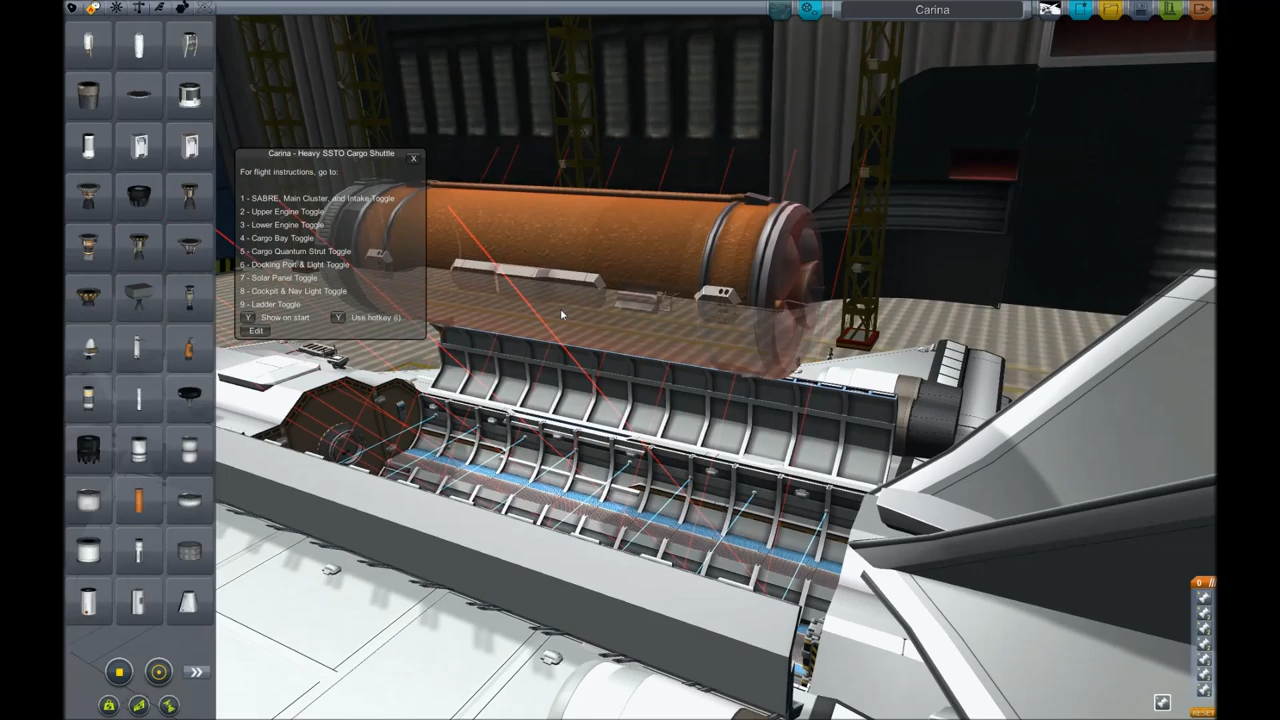 Carina
Carina - Heavy SSTO Cargo Shuttle
X
For flight instructions, go to:
1 - SABRE, Main Cluster, and Intake Toggle
2 - Upper Engine Toggle
3 - Lower Engine Toggle
4 - Cargo Bay Toggle
5 - Cargo Quantum Strut Toggle
6 - Docking Port & Light Toggle
7 - Solar Panel Toggle
8 - Cockpit & Nav Light Toggle
9 - Ladder Toggle
Y Show on start Y Use hotkey (i)
Edit
0
RESET